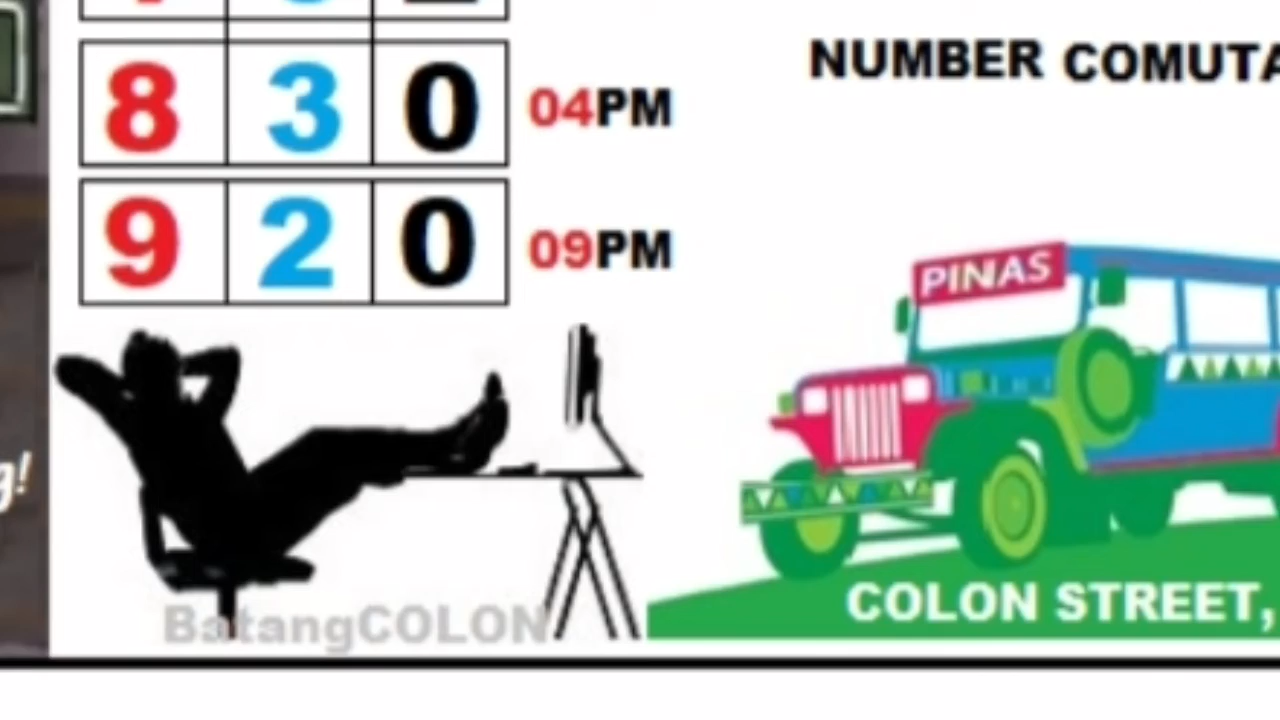 8 3 0 04PM
9 2 0 09PM
NUMBER COMUTA
PINAS
COLON STREET,
BatangCOLON